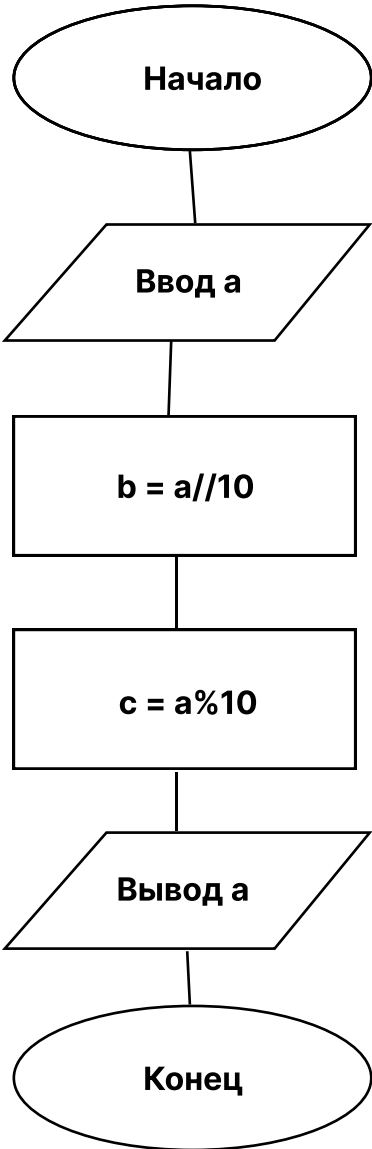 Начало
Ввод a
b = a//10
c = a%10
Вывод a
Конец